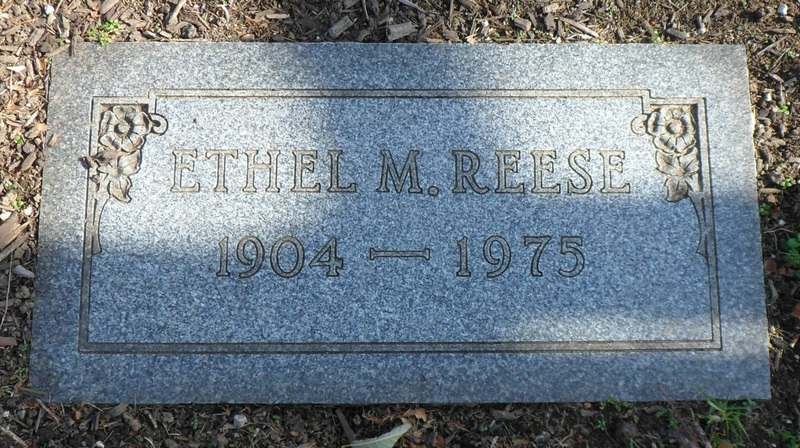 ETHEL M. REESE
1904 — 1975